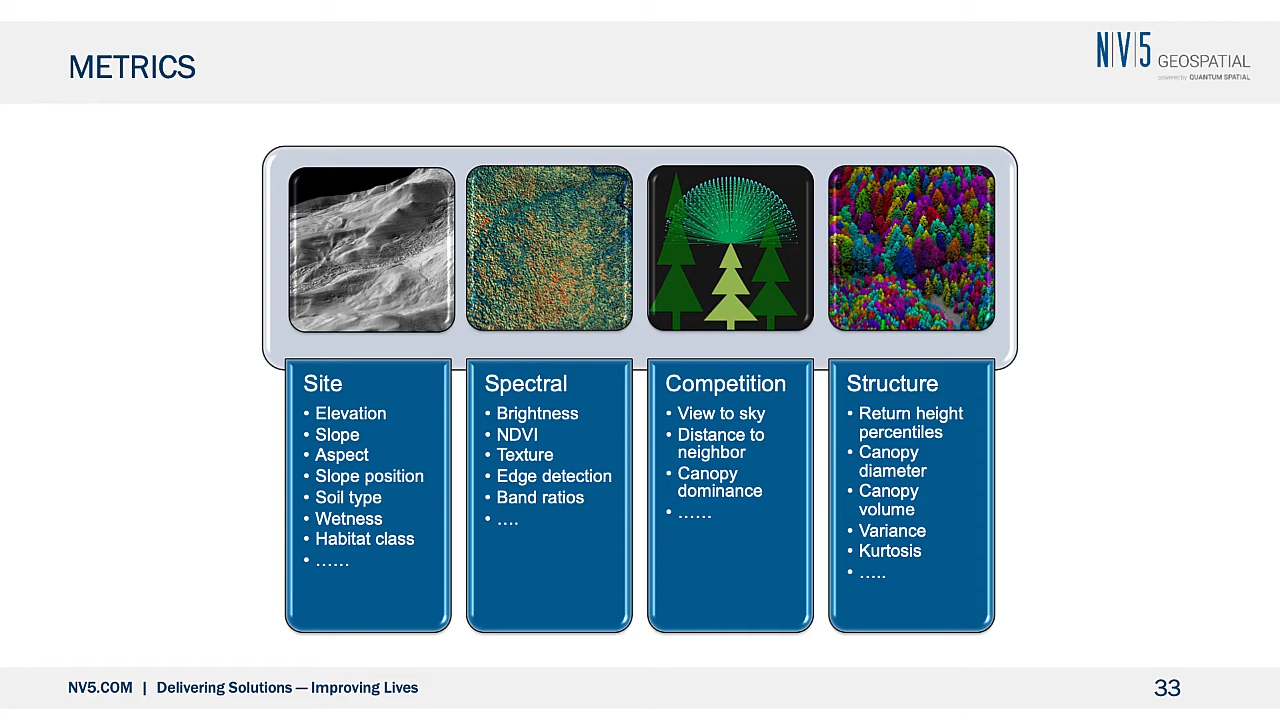 METRICS
N|V|5 GEOSPATIAL
powered by QUANTUM SPATIAL
Site
• Elevation
• Slope
• Aspect
• Slope position
• Soil type
• Wetness
• Habitat class
• ……
Spectral
• Brightness
• NDVI
• Texture
• Edge detection
• Band ratios
• ….
Competition
• View to sky
• Distance to
neighbor
• Canopy
dominance
• ……
Structure
• Return height
percentiles
• Canopy
diameter
• Canopy
volume
• Variance
• Kurtosis
• …..
NV5.COM | Delivering Solutions — Improving Lives
33